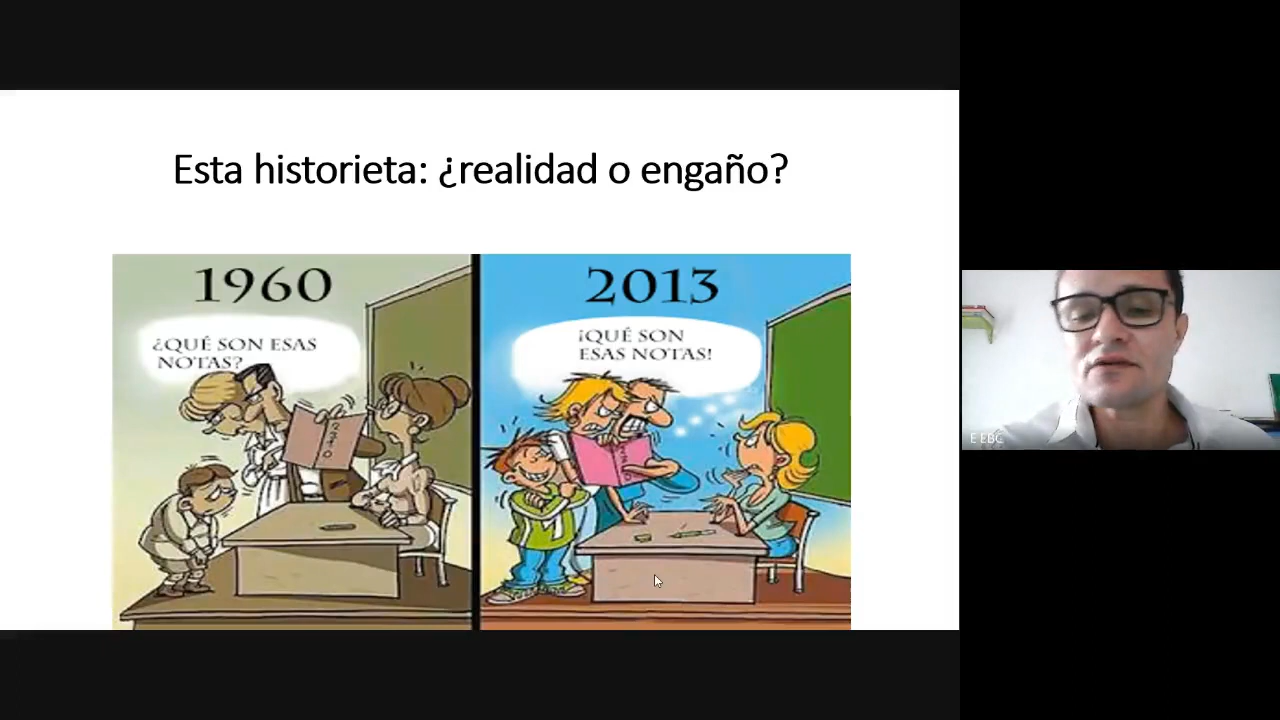 Esta historieta: ¿realidad o engaño?
1960
¿QUÉ SON ESAS
NOTAS?
2013
¡QUÉ SON
ESAS NOTAS!
E EBC